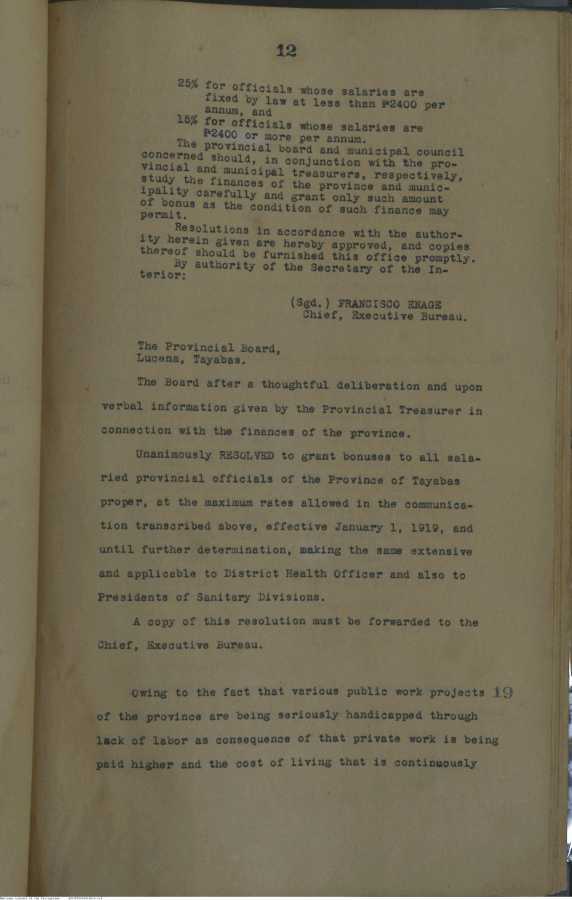 12
25% for officials whose salaries are
fixed by law at less than ₱2400 per
annum, and
15% for officials whose salaries are
₱2400 or more per annum.
The provincial board and municipal council
concerned should, in conjunction with the pro-
vincial and municipal treasurers, respectively,
study the finances of the province and munic-
ipality carefully and grant only such amount
of bonus as the condition of such finance may
permit.
Resolutions in accordance with the author-
ity herein given are hereby approved, and copies
thereof should be furnished this office promptly.
By authority of the Secretary of the In-
terior:
(Sgd.) FRANCISCO ENAGE
Chief, Executive Bureau.
The Provincial Board,
Lucena, Tayabas.
The Board after a thoughtful deliberation and upon
verbal information given by the Provincial Treasurer in
connection with the finances of the province.
Unanimously RESOLVED to grant bonuses to all sala-
ried provincial officials of the Province of Tayabas
proper, at the maximum rates allowed in the communica-
tion transcribed above, effective January 1, 1919, and
until further determination, making the same extensive
and applicable to District Health Officer and also to
Presidents of Sanitary Divisions.
A copy of this resolution must be forwarded to the
Chief, Executive Bureau.
Owing to the fact that various public work projects 19
of the province are being seriously handicapped through
lack of labor as consequence of that private work is being
paid higher and the cost of living that is continuously
National Library of the Philippines